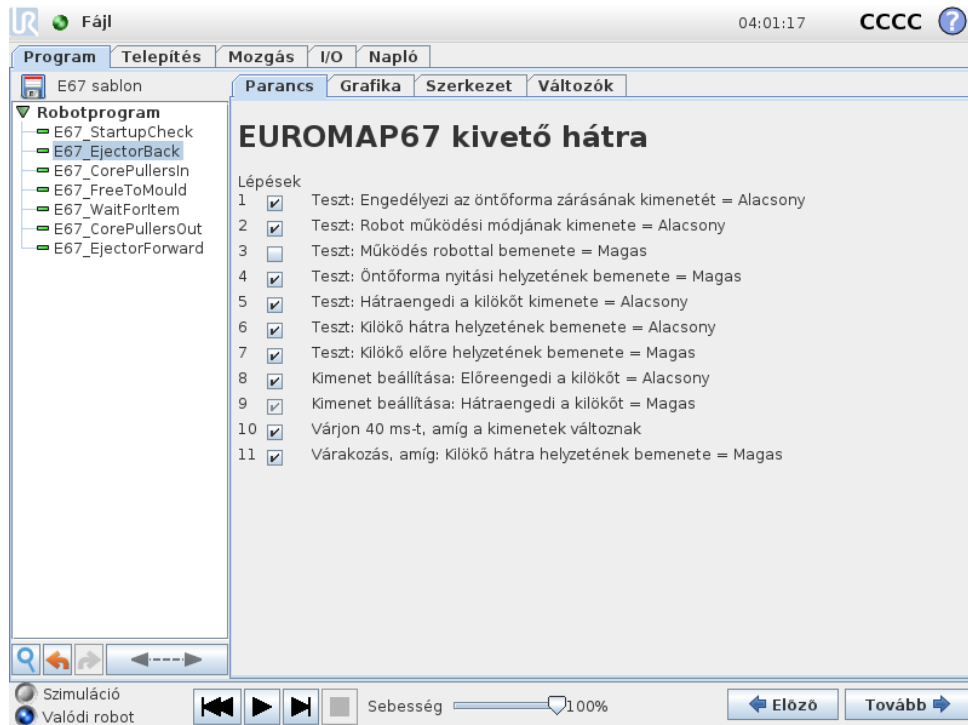 UR Fájl 04:01:17 CCCC ?
Program Telepítés Mozgás I/O Napló
E67 sablon
Parancs Grafika Szerkezet Változók
Robotprogram
E67_StartupCheck
E67_EjectorBack
E67_CorePullersIn
E67_FreeToMould
E67_WaitForItem
E67_CorePullersOut
E67_EjectorForward
EUROMAP67 kivető hátra
Lépések
1 Teszt: Engedélyezi az öntőforma zárásának kimenetét = Alacsony
2 Teszt: Robot működési módjának kimenete = Alacsony
3 Teszt: Működés robottal bemenete = Magas
4 Teszt: Öntőforma nyitási helyzetének bemenete = Magas
5 Teszt: Hátraengedi a kilökőt kimenete = Alacsony
6 Teszt: Kilökő hátra helyzetének bemenete = Alacsony
7 Teszt: Kilökő előre helyzetének bemenete = Magas
8 Kimenet beállítása: Előreengedi a kilökőt = Alacsony
9 Kimenet beállítása: Hátraengedi a kilökőt = Magas
10 Várjon 40 ms-t, amíg a kimenetek változnak
11 Várakozás, amíg: Kilökő hátra helyzetének bemenete = Magas
Szimuláció
Valódi robot
Sebesség 100%
Előző
Tovább